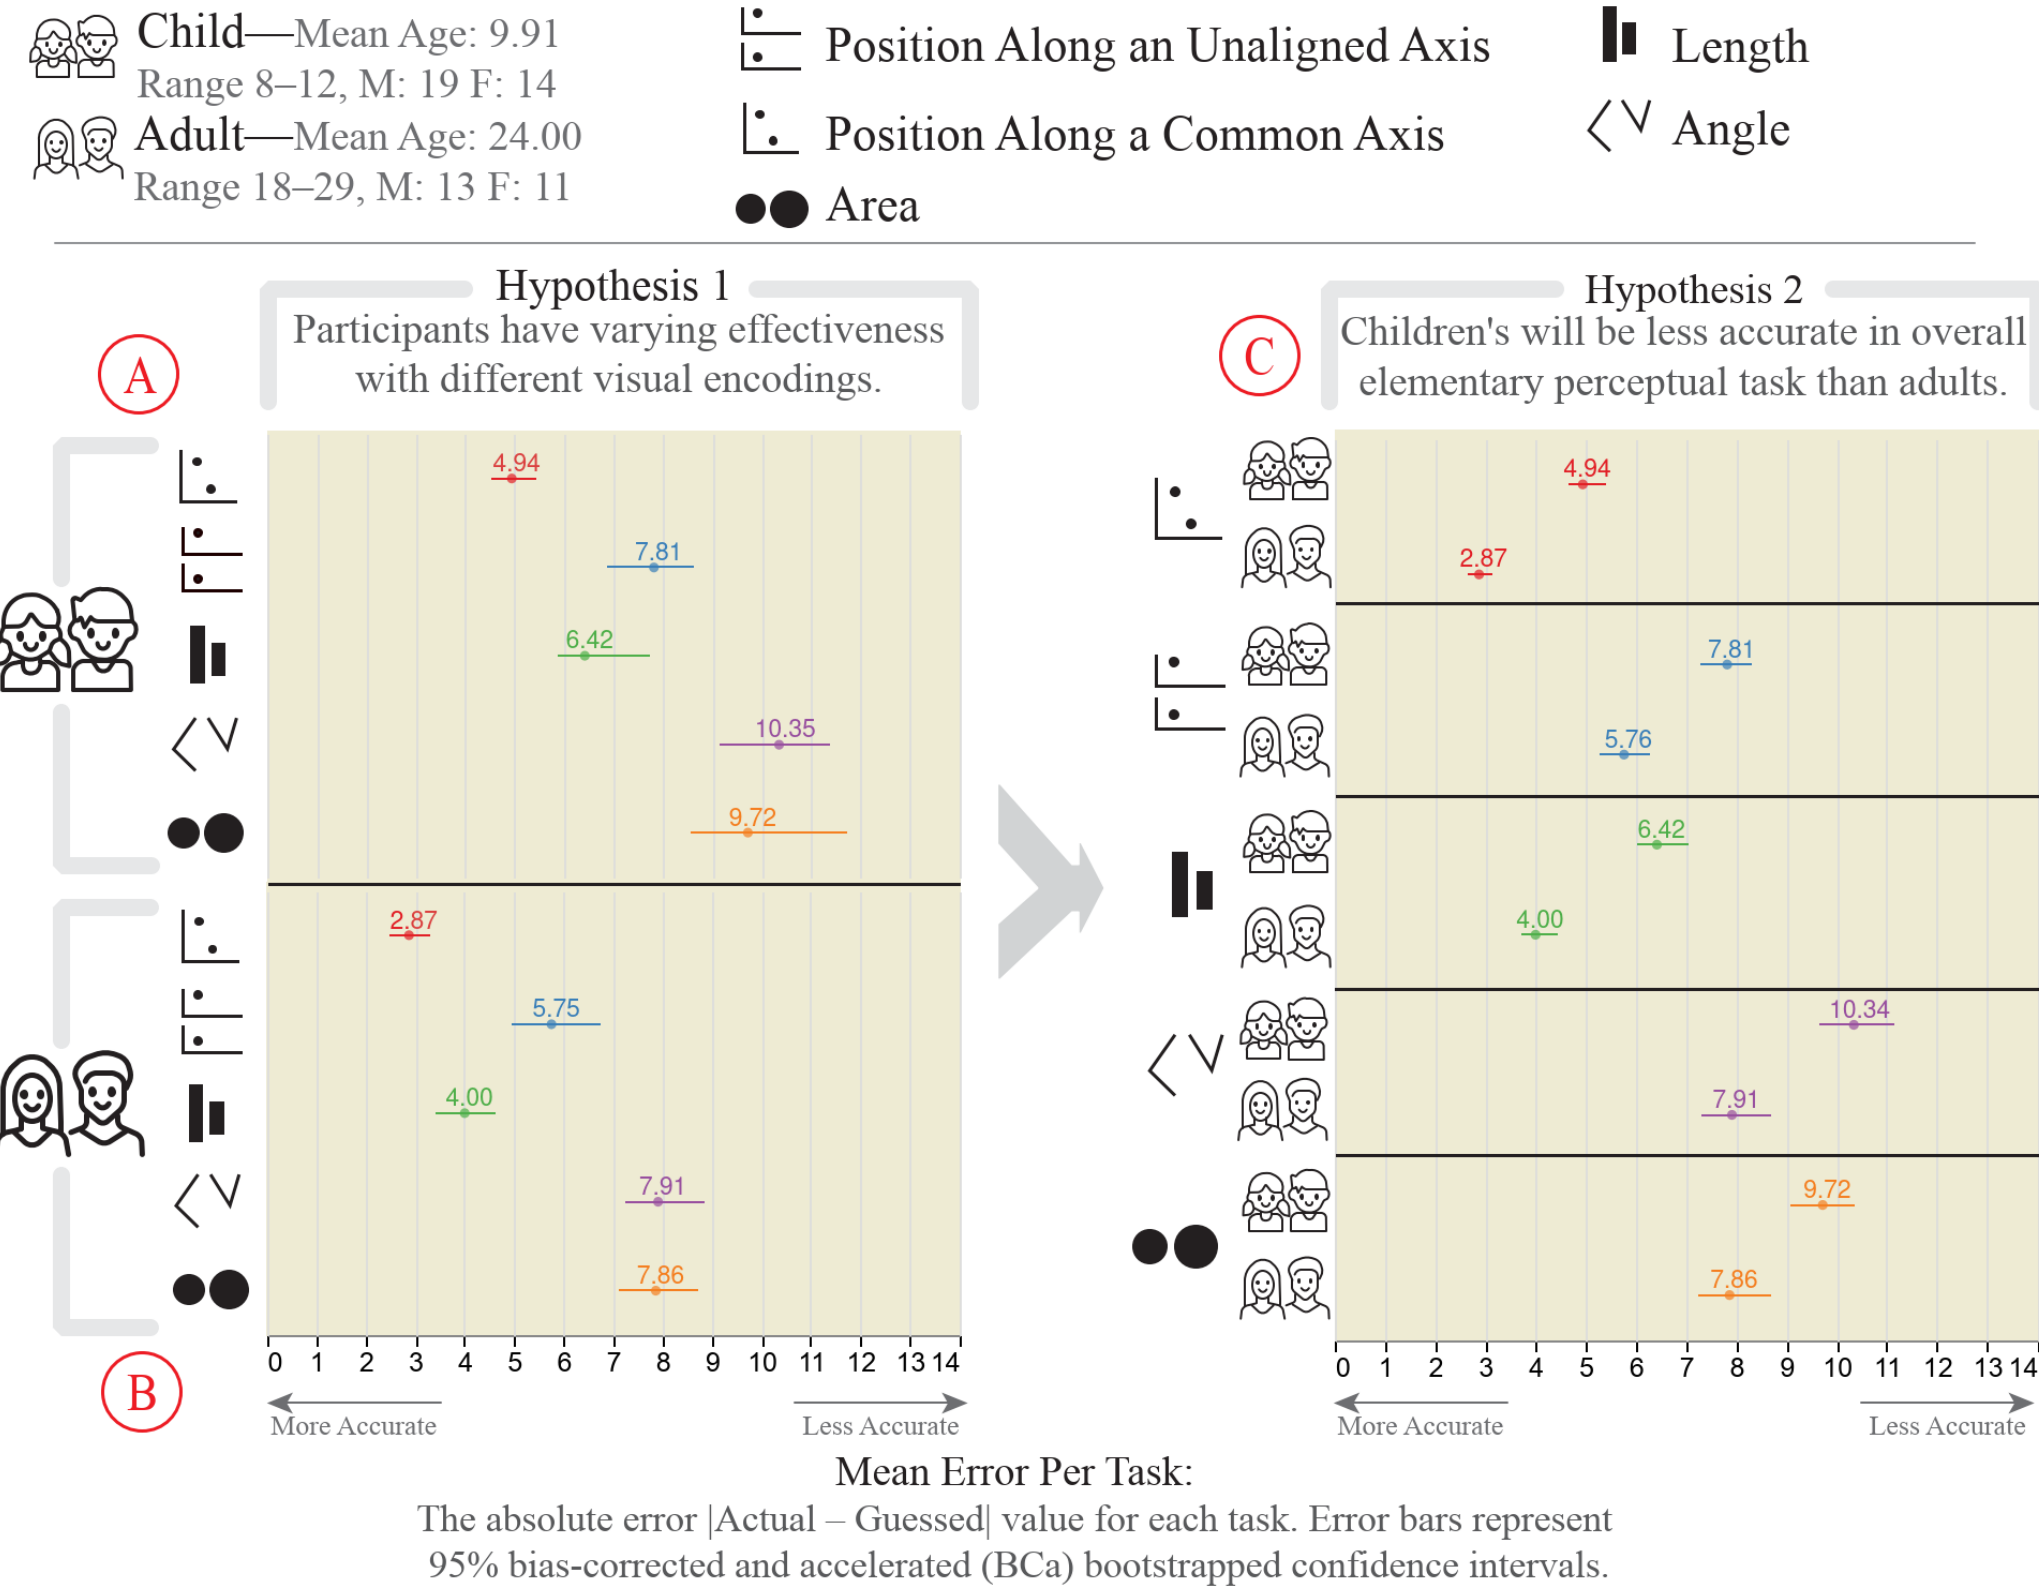 Child—Mean Age: 9.91
Range 8–12, M: 19 F: 14
Adult—Mean Age: 24.00
Range 18–29, M: 13 F: 11
Position Along an Unaligned Axis
Position Along a Common Axis
Area
Length
Angle
Hypothesis 1
Participants have varying effectiveness
with different visual encodings.
A
4.94
7.81
6.42
10.35
9.72
2.87
5.75
4.00
7.91
7.86
0 1 2 3 4 5 6 7 8 9 10 11 12 13 14
B
More Accurate
Less Accurate
Hypothesis 2
Children's will be less accurate in overall
elementary perceptual task than adults.
C
4.94
2.87
7.81
5.76
6.42
4.00
10.34
7.91
9.72
7.86
0 1 2 3 4 5 6 7 8 9 10 11 12 13 14
More Accurate
Less Accurate
Mean Error Per Task:
The absolute error |Actual – Guessed| value for each task. Error bars represent
95% bias-corrected and accelerated (BCa) bootstrapped confidence intervals.